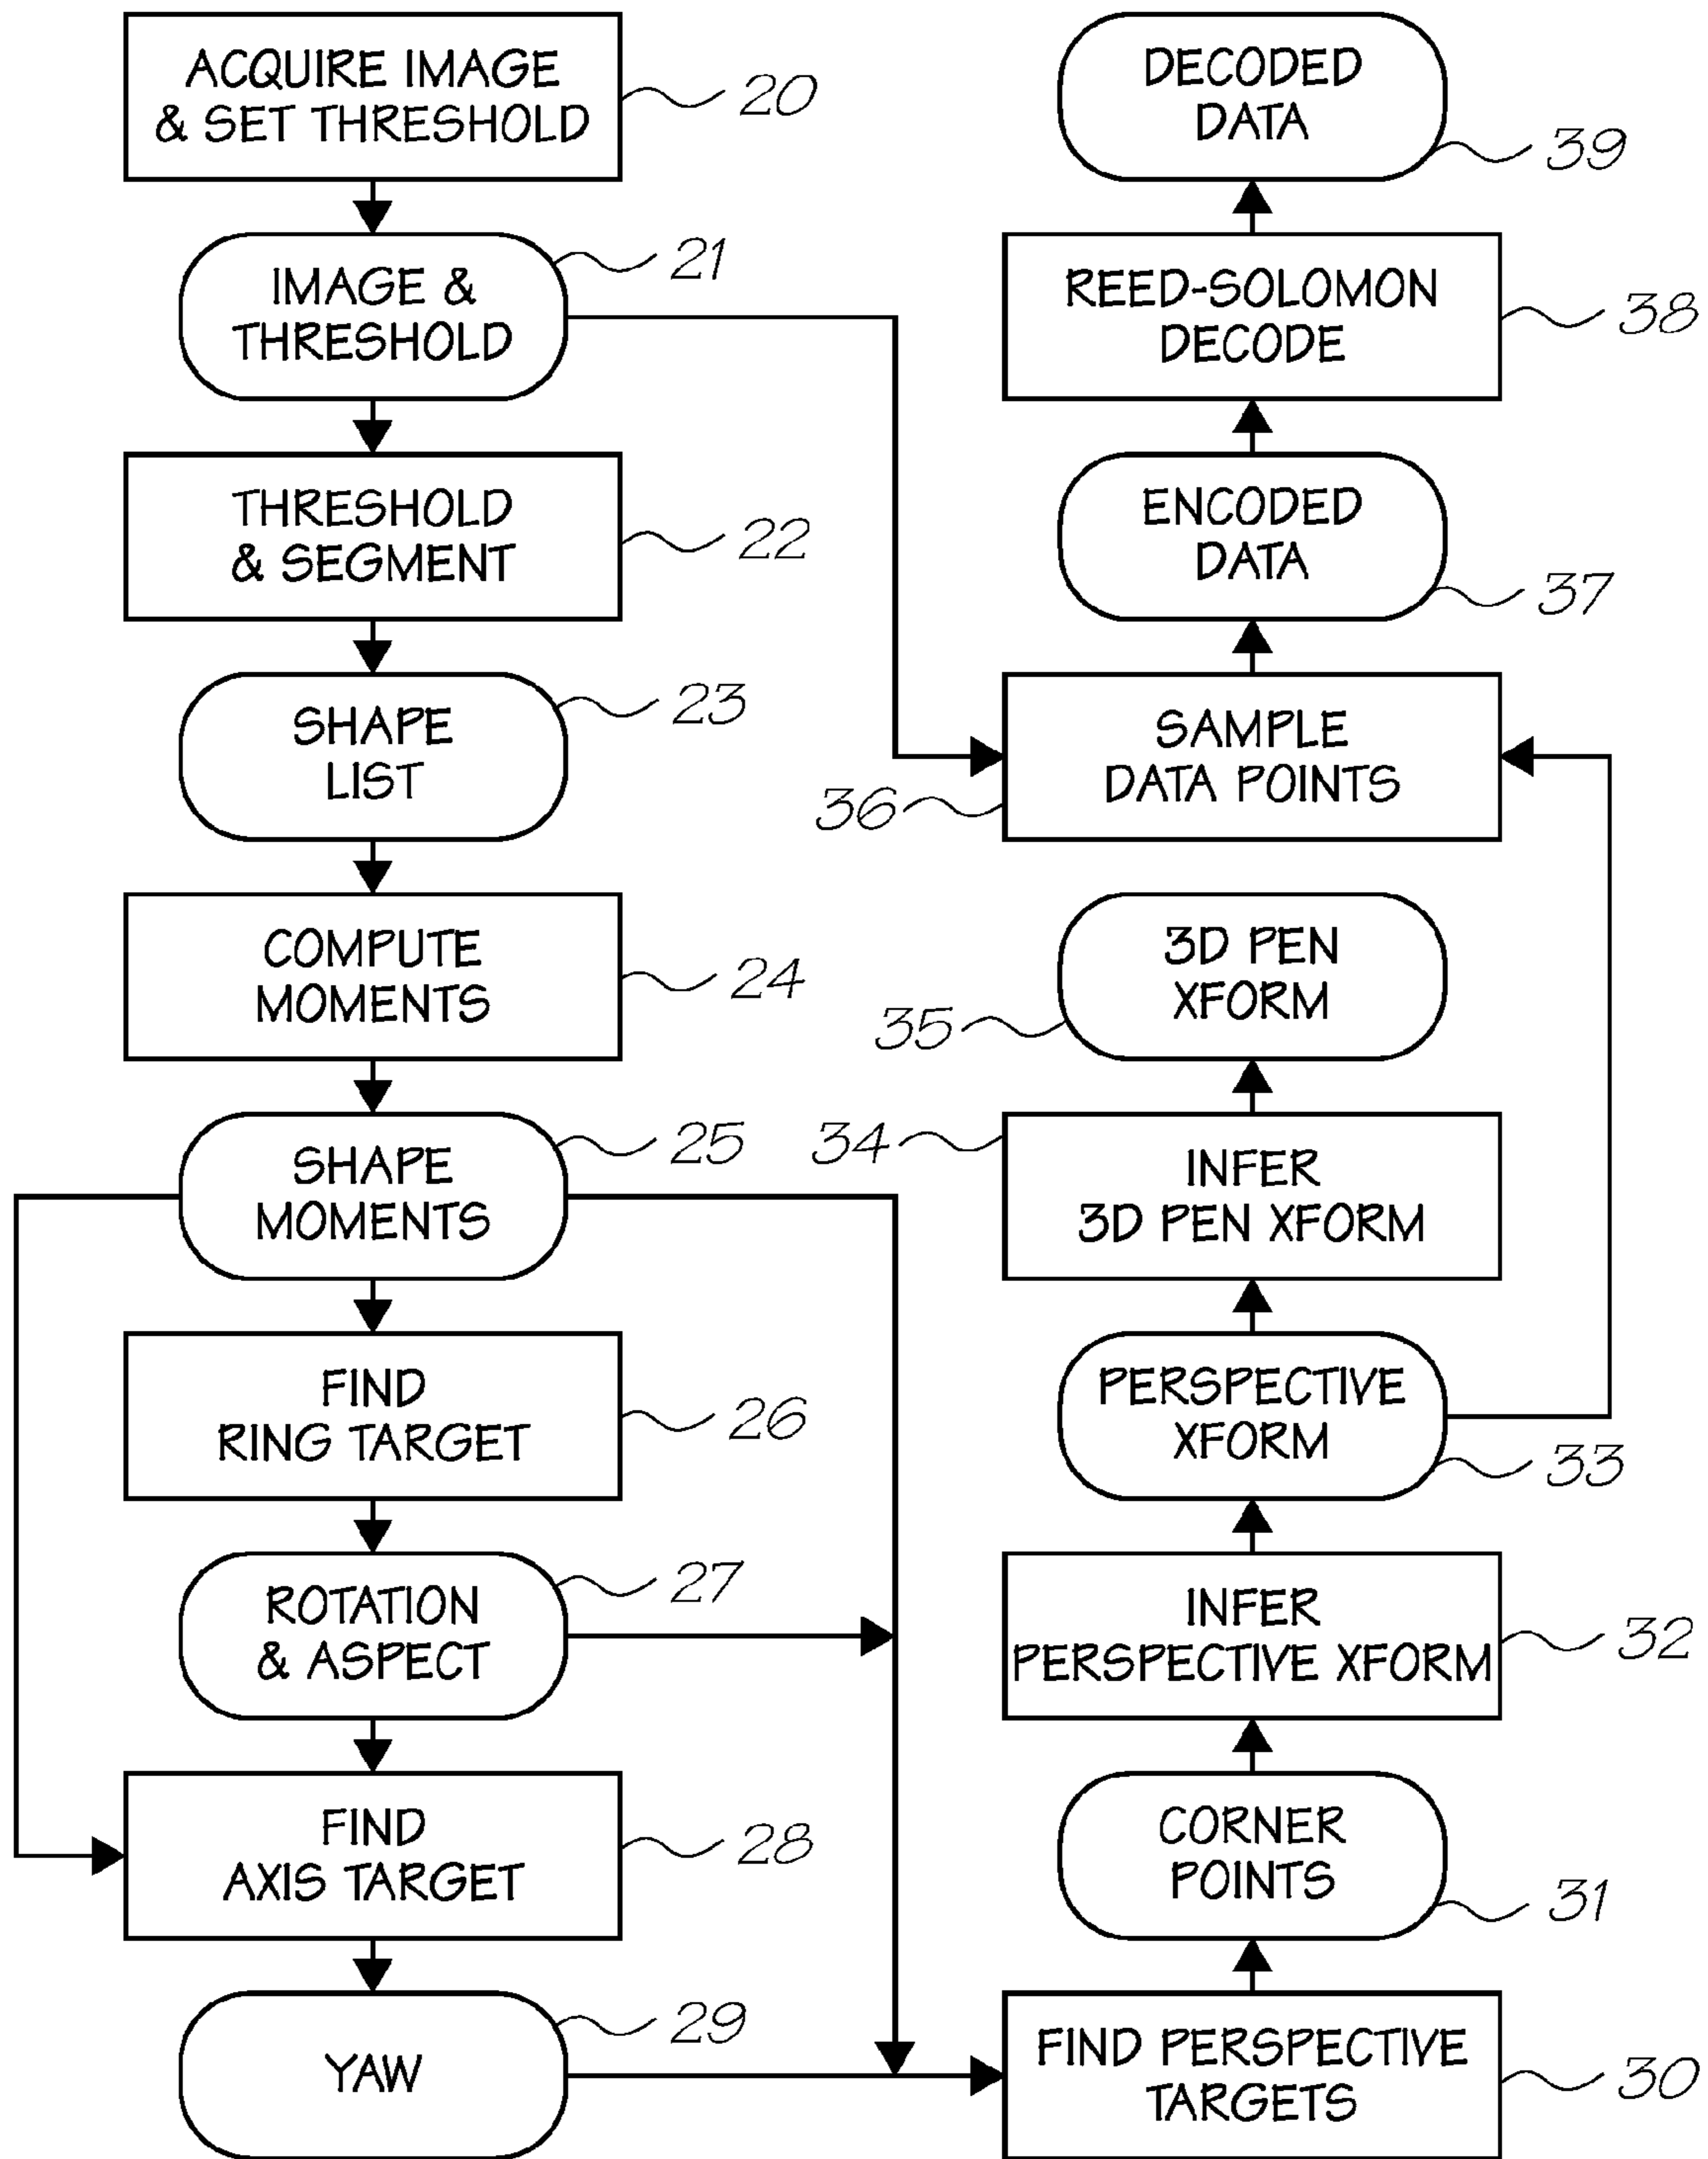 ACQUIRE IMAGE
& SET THRESHOLD
20
IMAGE &
THRESHOLD
21
THRESHOLD
& SEGMENT
22
SHAPE
LIST
23
COMPUTE
MOMENTS
24
SHAPE
MOMENTS
25
FIND
RING TARGET
26
ROTATION
& ASPECT
27
FIND
AXIS TARGET
28
YAW
29
DECODED
DATA
39
REED-SOLOMON
DECODE
38
ENCODED
DATA
37
SAMPLE
DATA POINTS
36
3D PEN
XFORM
35
34
INFER
3D PEN XFORM
PERSPECTIVE
XFORM
33
INFER
PERSPECTIVE XFORM
32
CORNER
POINTS
31
FIND PERSPECTIVE
TARGETS
30